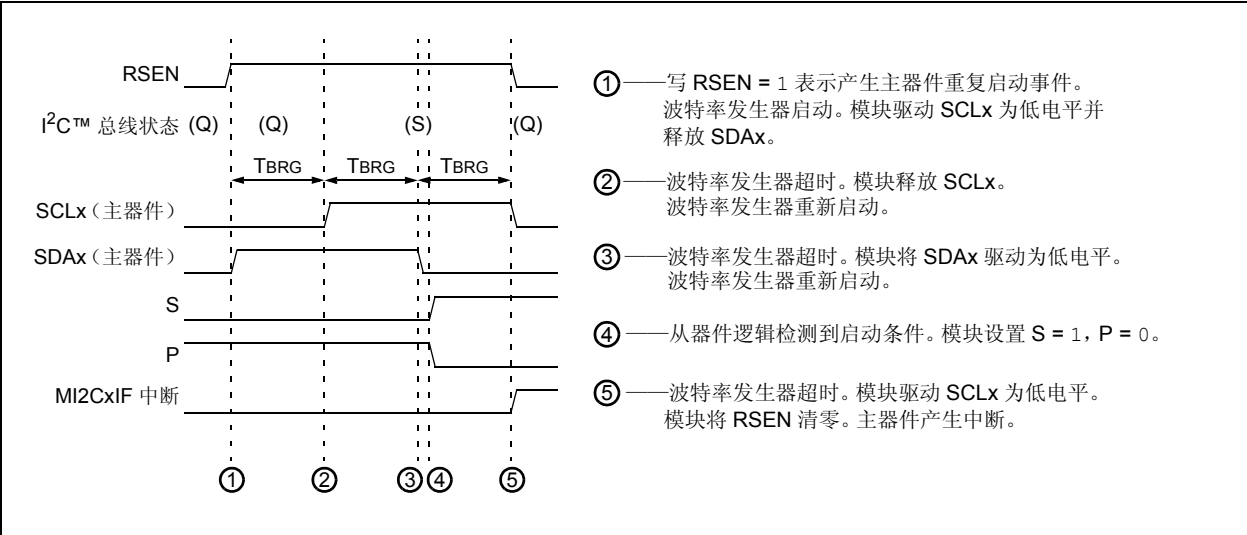 RSEN
I²C™ 总线状态 (Q) (Q) (S) (Q)
TBRG TBRG TBRG
SCLx（主器件）
SDAx（主器件）
S
P
MI2CxIF 中断
① ② ③ ④ ⑤
①——写 RSEN = 1 表示产生主器件重复启动事件。
波特率发生器启动。模块驱动 SCLx 为低电平并
释放 SDAx。
②——波特率发生器超时。模块释放 SCLx。
波特率发生器重新启动。
③——波特率发生器超时。模块将 SDAx 驱动为低电平。
波特率发生器重新启动。
④——从器件逻辑检测到启动条件。模块设置 S = 1，P = 0。
⑤——波特率发生器超时。模块驱动 SCLx 为低电平。
模块将 RSEN 清零。主器件产生中断。